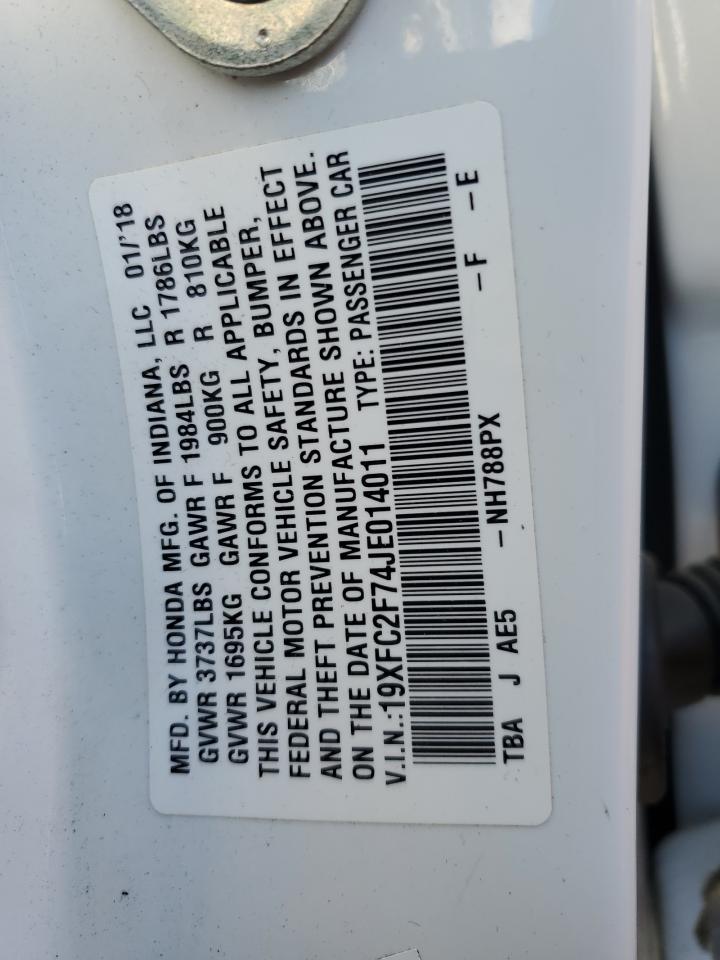 MFD. BY HONDA MFG. OF INDIANA, LLC 01/'18
GVWR 3737LBS GAWR F 1984LBS R 1786LBS
GVWR 1695KG GAWR F 900KG R 810KG
THIS VEHICLE CONFORMS TO ALL APPLICABLE
FEDERAL MOTOR VEHICLE SAFETY, BUMPER,
AND THEFT PREVENTION STANDARDS IN EFFECT
ON THE DATE OF MANUFACTURE SHOWN ABOVE.
V.I.N.:19XFC2F74JE014011 TYPE: PASSENGER CAR
TBA J AE5 -NH788PX -F -E